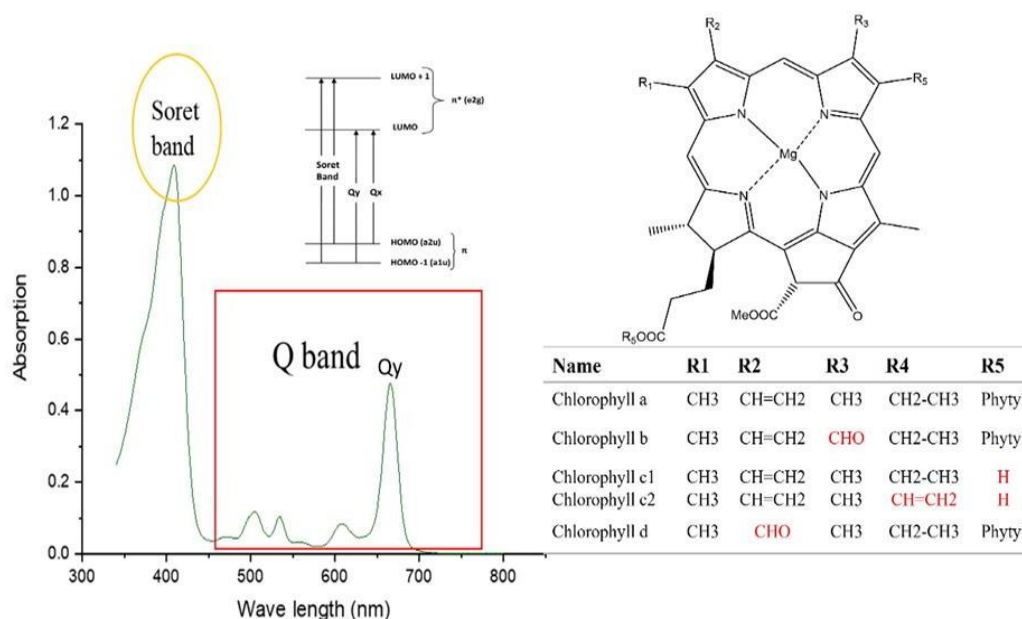 Soret
band
LUMO + 1
π* (e2g)
LUMO
Soret
Band
Qy
Qx
HOMO (a2u)
π
HOMO -1 (a1u)
Q band
Qy
1.2
1.0
0.8
0.6
0.4
0.2
0.0
Absorption
300 400 500 600 700 800
Wave length (nm)
R2
R3
R1
R5
N N
Mg
N N
MeOOC
O
R5OOC
Name R1 R2 R3 R4 R5
Chlorophyll a CH3 CH=CH2 CH3 CH2-CH3 Phyty
Chlorophyll b CH3 CH=CH2 CHO CH2-CH3 Phyty
Chlorophyll c1 CH3 CH=CH2 CH3 CH2-CH3 H
Chlorophyll c2 CH3 CH=CH2 CH3 CH=CH2 H
Chlorophyll d CH3 CHO CH3 CH2-CH3 Phyty